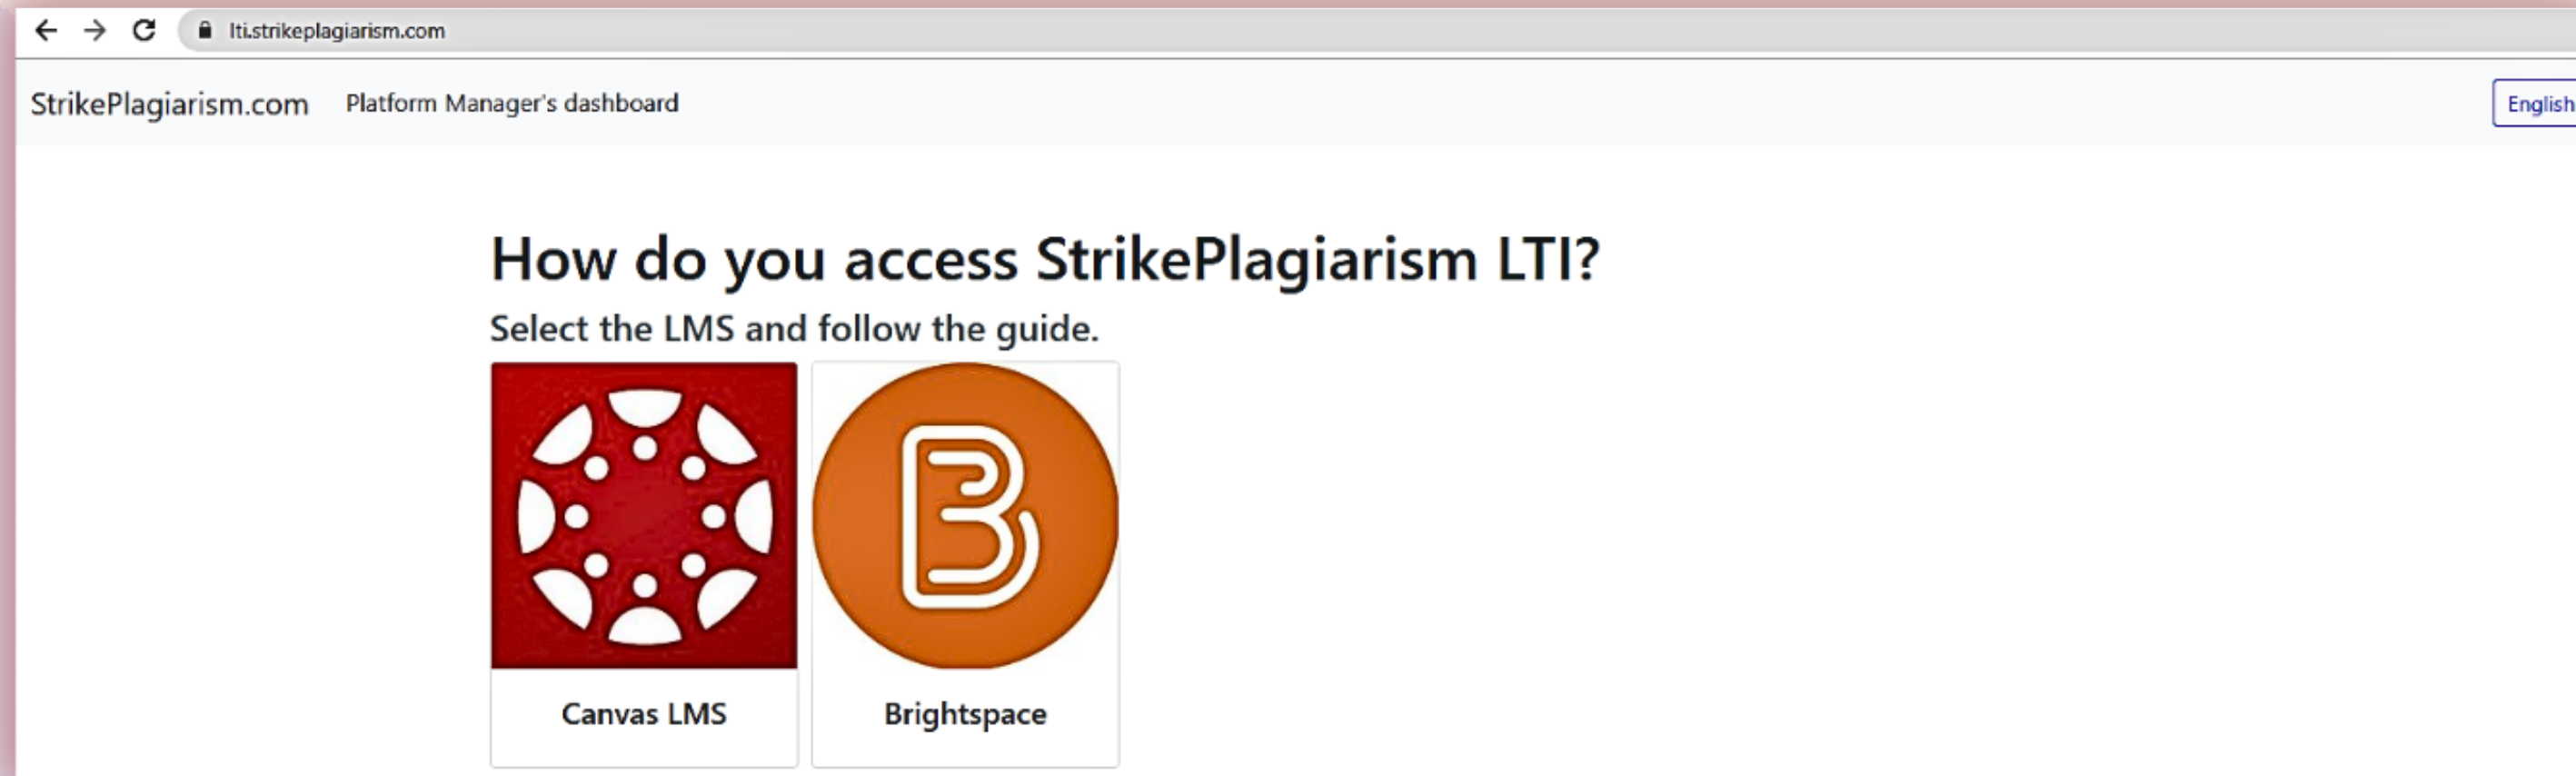 lti.strikeplagiarism.com
StrikePlagiarism.com Platform Manager's dashboard English
How do you access StrikePlagiarism LTI?
Select the LMS and follow the guide.
Canvas LMS Brightspace